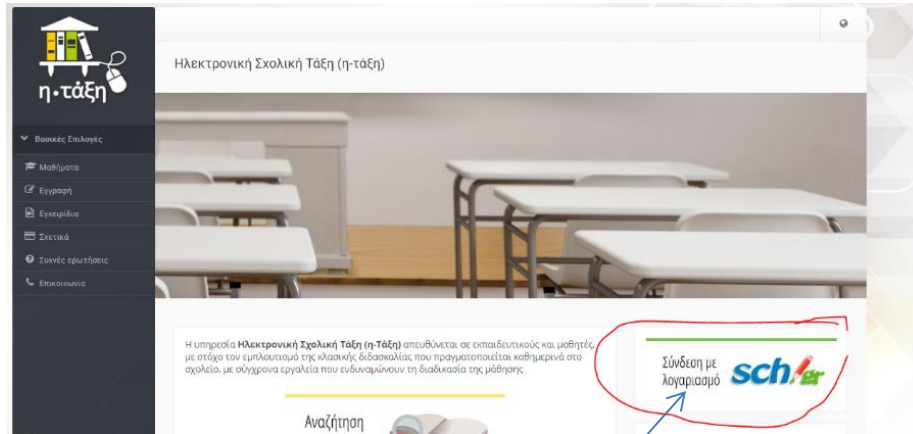 η·τάξη
Βασικές Επιλογές
Μαθήματα
Εγγραφή
Εγχειρίδια
Σχετικά
Συχνές ερωτήσεις
Επικοινωνία
Ηλεκτρονική Σχολική Τάξη (η-τάξη)
Η υπηρεσία Ηλεκτρονική Σχολική Τάξη (η-Τάξη) απευθύνεται σε εκπαιδευτικούς και μαθητές,
με στόχο τον εμπλουτισμό της κλασικής διδασκαλίας που πραγματοποιείται καθημερινά στο
σχολείο, με σύγχρονα εργαλεία που ενδυναμώνουν τη διαδικασία της μάθησης
Αναζήτηση
Σύνδεση με
λογαριασμό
sch.gr